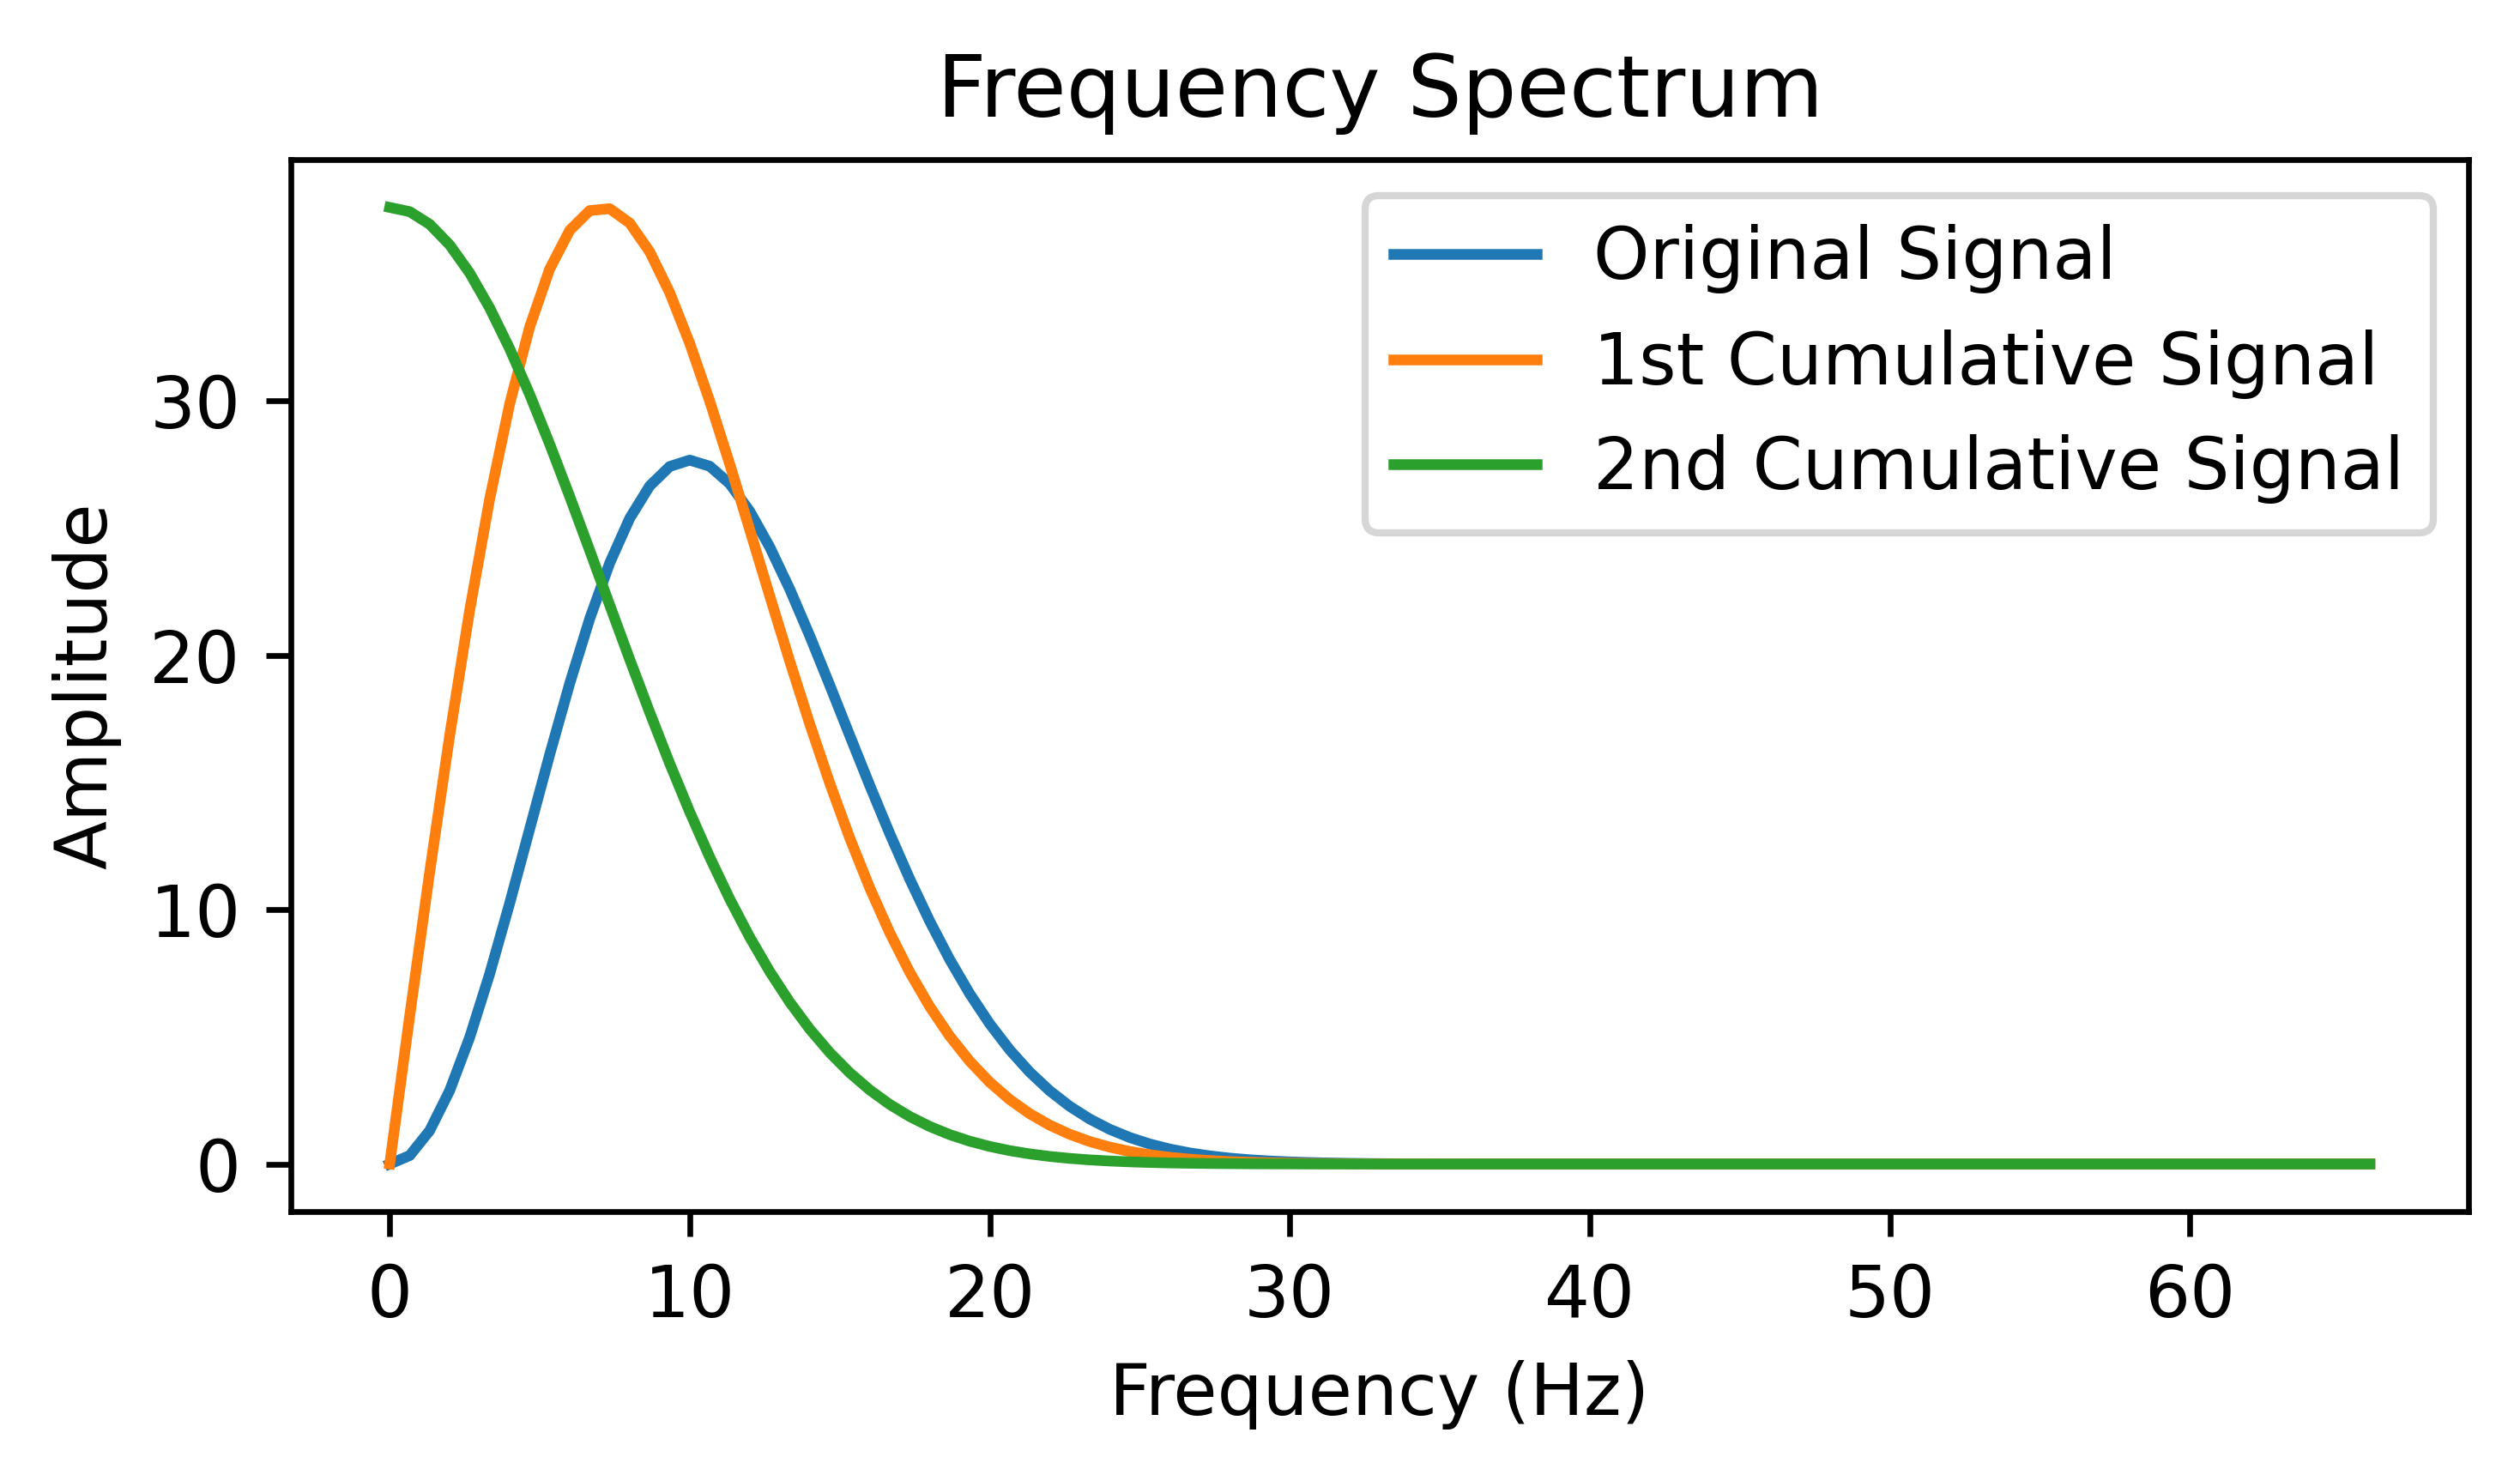 Frequency Spectrum
Original Signal
1st Cumulative Signal
2nd Cumulative Signal
Amplitude
30
20
10
0
0 10 20 30 40 50 60
Frequency (Hz)